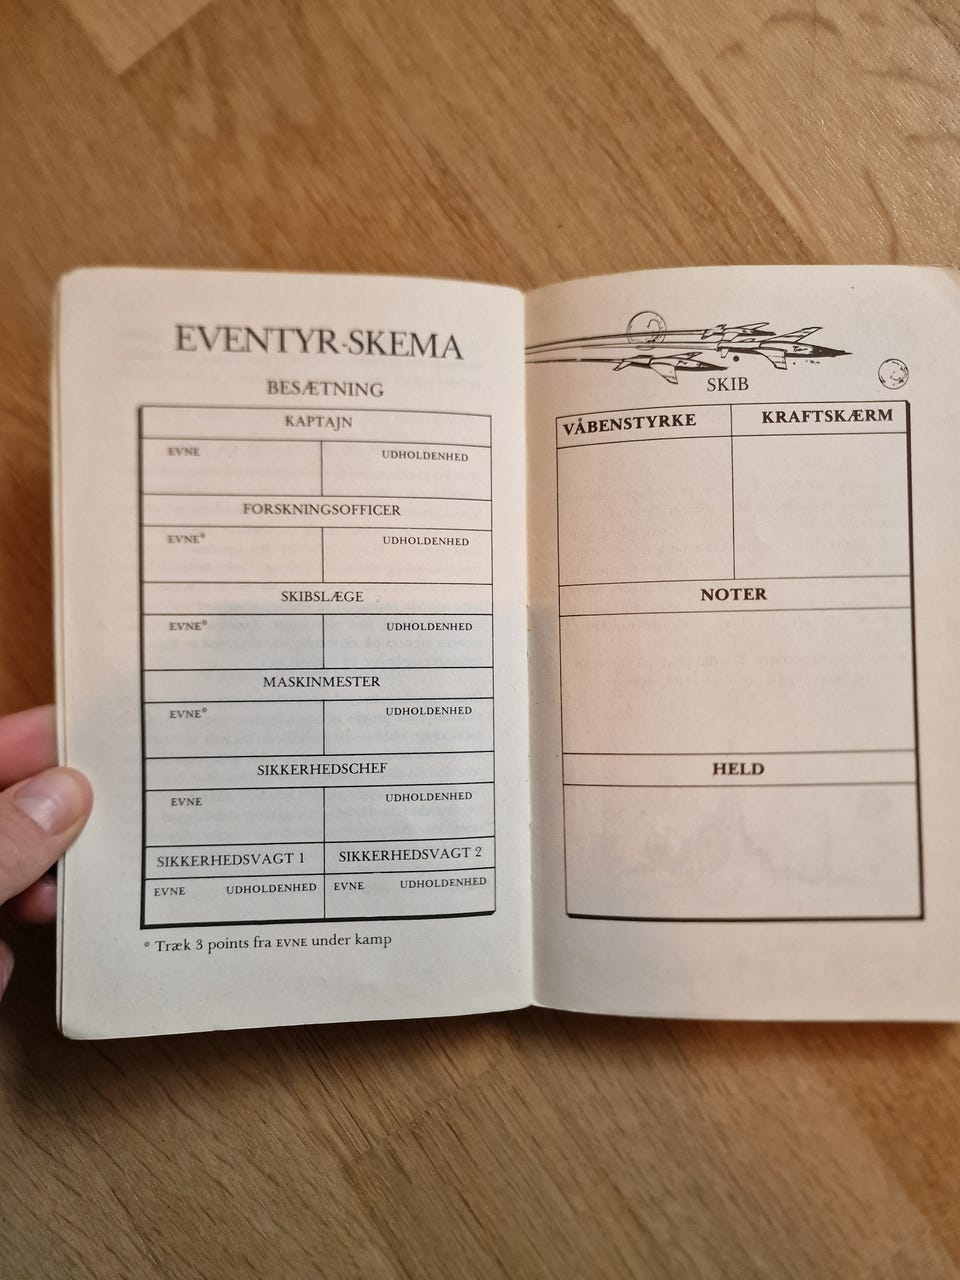 EVENTYR-SKEMA
BESÆTNING
KAPTAJN
EVNE UDHOLDENHED
FORSKNINGSOFFICER
EVNE* UDHOLDENHED
SKIBSLÆGE
EVNE* UDHOLDENHED
MASKINMESTER
EVNE* UDHOLDENHED
SIKKERHEDSCHEF
EVNE UDHOLDENHED
SIKKERHEDSVAGT 1 SIKKERHEDSVAGT 2
EVNE UDHOLDENHED EVNE UDHOLDENHED
* Træk 3 points fra EVNE under kamp
SKIB
VÅBENSTYRKE KRAFTSKÆRM
NOTER
HELD